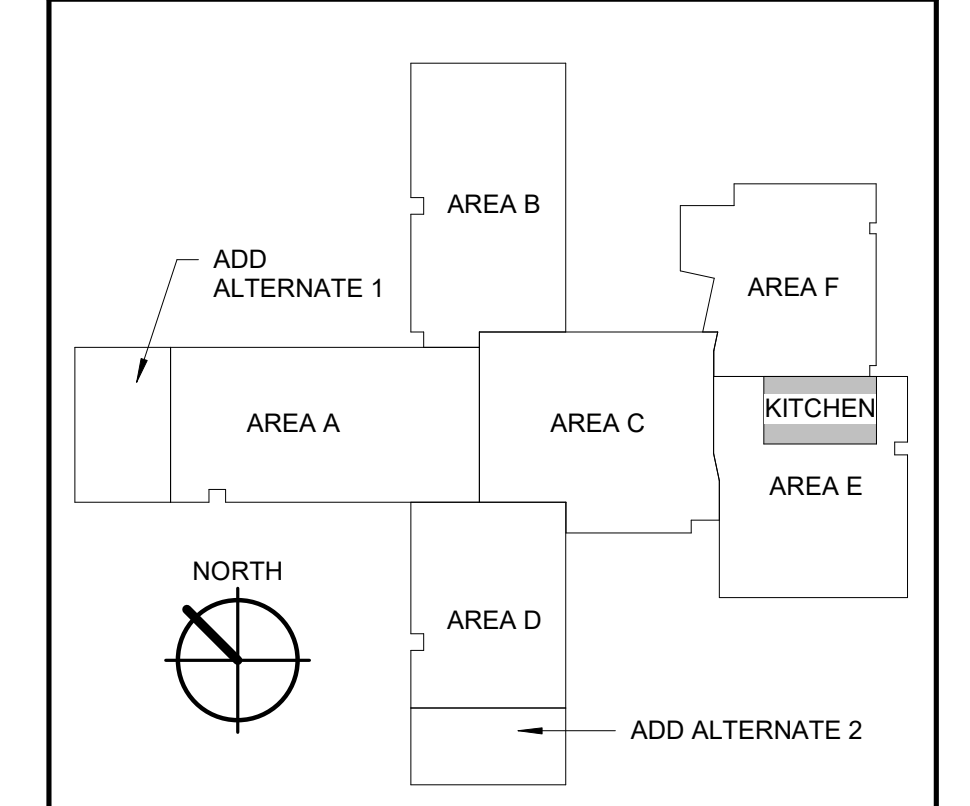 AREA B
ADD
ALTERNATE 1
AREA F
KITCHEN
AREA A
AREA C
AREA E
NORTH
AREA D
ADD ALTERNATE 2